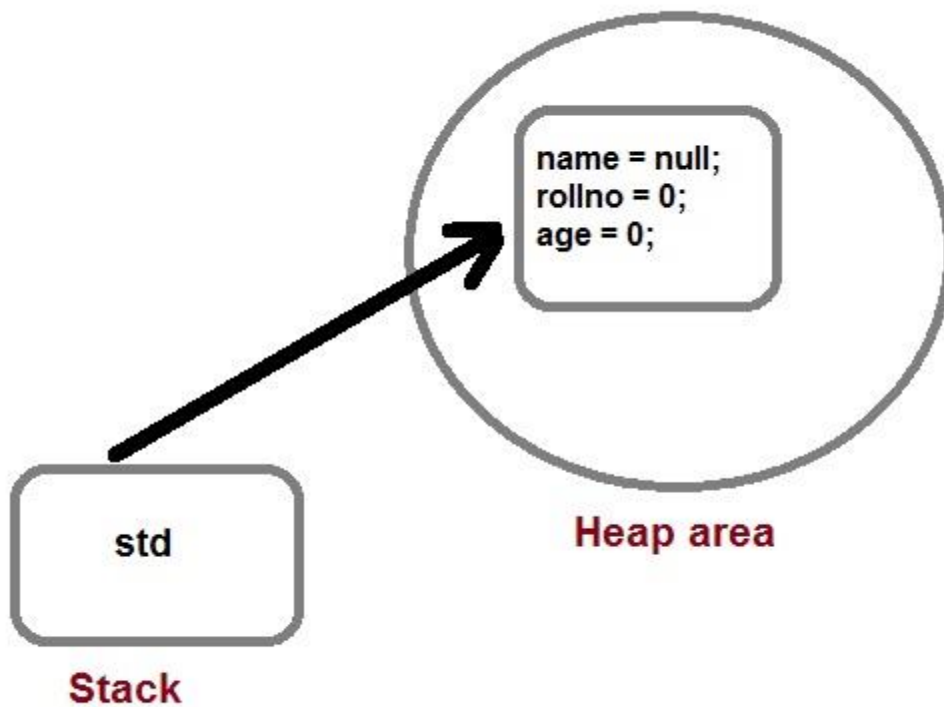 name = null;
rollno = 0;
age = 0;
Heap area
std
Stack